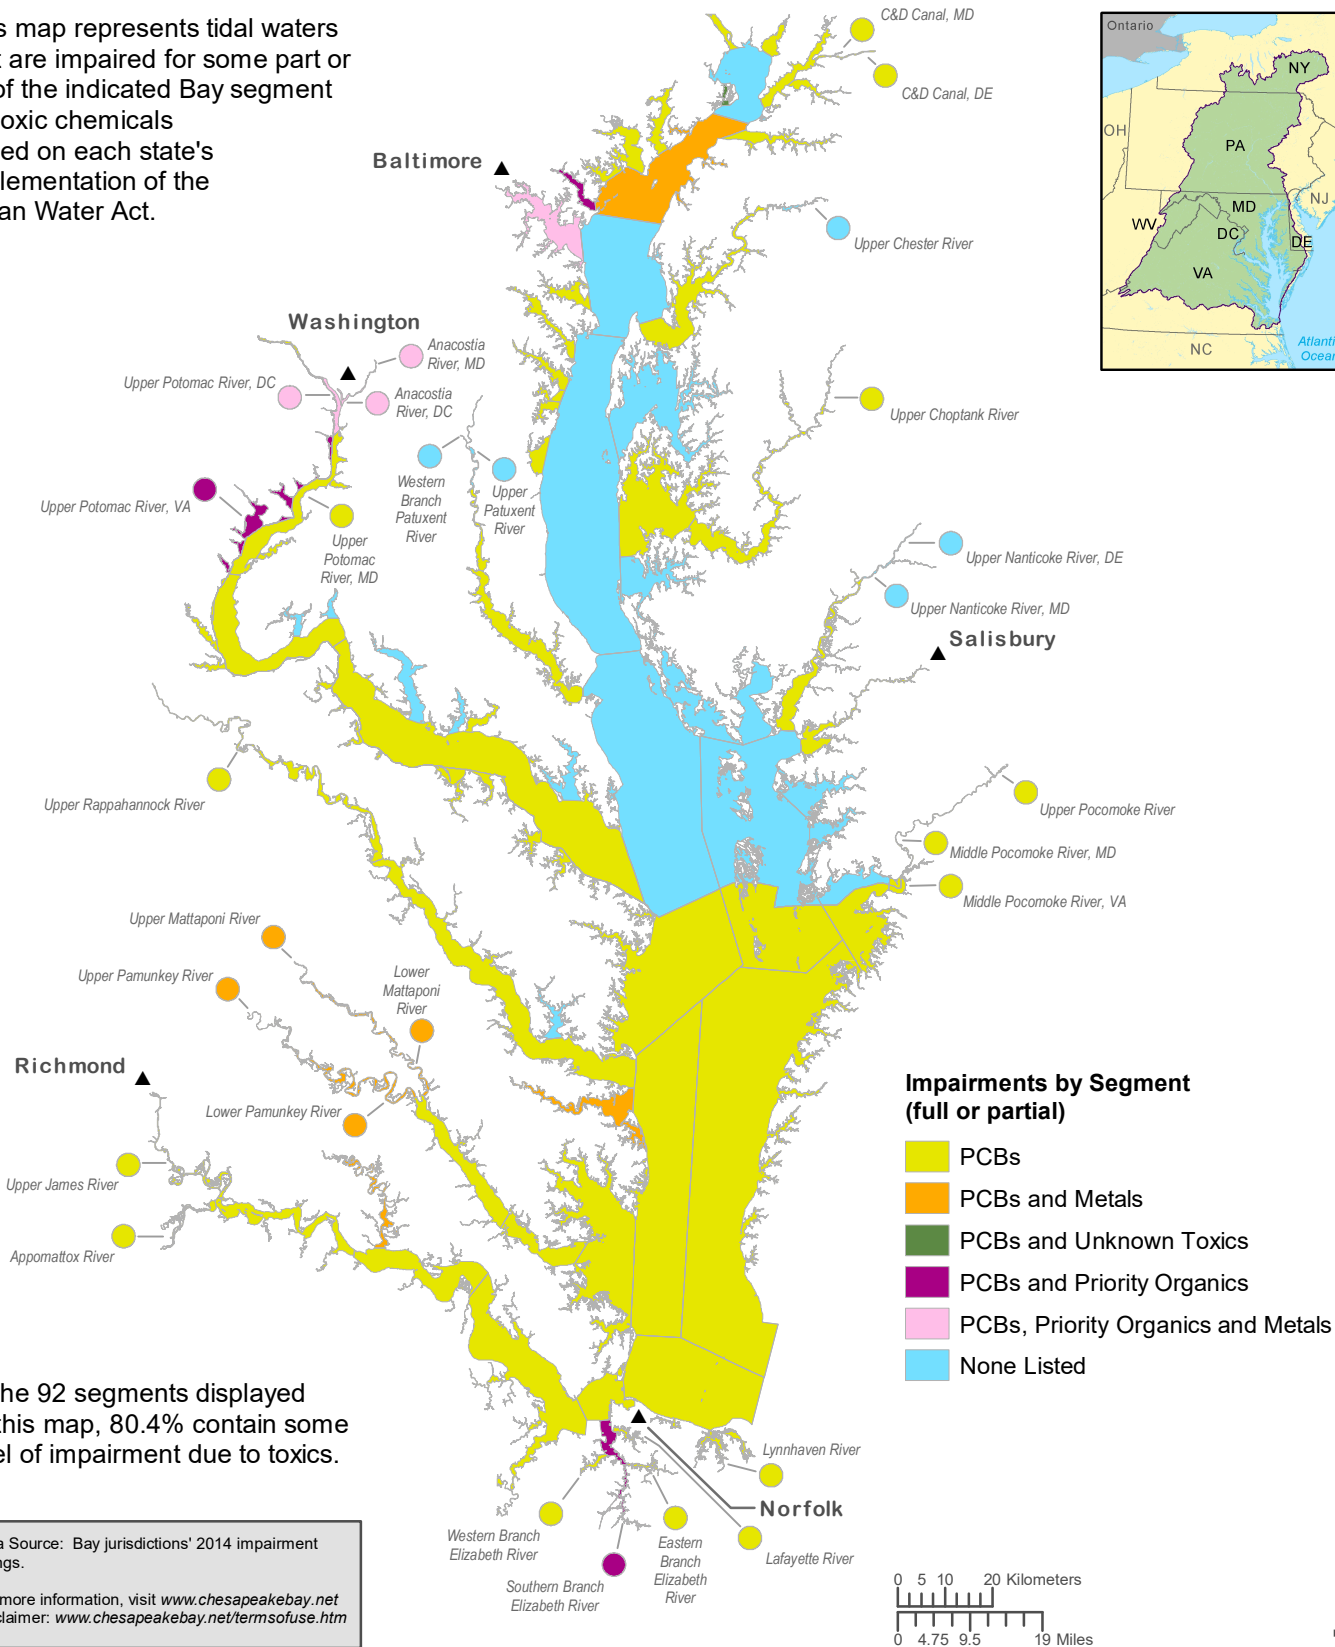 s map represents tidal waters
t are impaired for some part or
of the indicated Bay segment
oxic chemicals
ed on each state's
plementation of the
an Water Act.
C&D Canal, MD
C&D Canal, DE
Baltimore
Upper Chester River
Ontario
NY
OH
PA
NJ
MD
WV
DC
DE
VA
NC
Atlanti
Ocean
Washington
Anacostia
River, MD
Upper Potomac River, DC
Anacostia
River, DC
Upper Choptank River
Western
Branch
Patuxent
River
Upper
Patuxent
River
Upper Potomac River, VA
Upper
Potomac
River, MD
Upper Nanticoke River, DE
Upper Nanticoke River, MD
Salisbury
Upper Rappahannock River
Upper Pocomoke River
Middle Pocomoke River, MD
Middle Pocomoke River, VA
Upper Mattaponi River
Upper Pamunkey River
Lower
Mattaponi
River
Richmond
Lower Pamunkey River
Upper James River
Appomattox River
Impairments by Segment
(full or partial)
PCBs
PCBs and Metals
PCBs and Unknown Toxics
PCBs and Priority Organics
PCBs, Priority Organics and Metals
None Listed
he 92 segments displayed
this map, 80.4% contain some
el of impairment due to toxics.
Lynnhaven River
Norfolk
Western Branch
Elizabeth River
Southern Branch
Elizabeth River
Eastern
Branch
Elizabeth
River
Lafayette River
a Source: Bay jurisdictions' 2014 impairment
ngs.
more information, visit www.chesapeakebay.net
claimer: www.chesapeakebay.net/termsofuse.htm
0 5 10 20 Kilometers
0 4.75 9.5 19 Miles